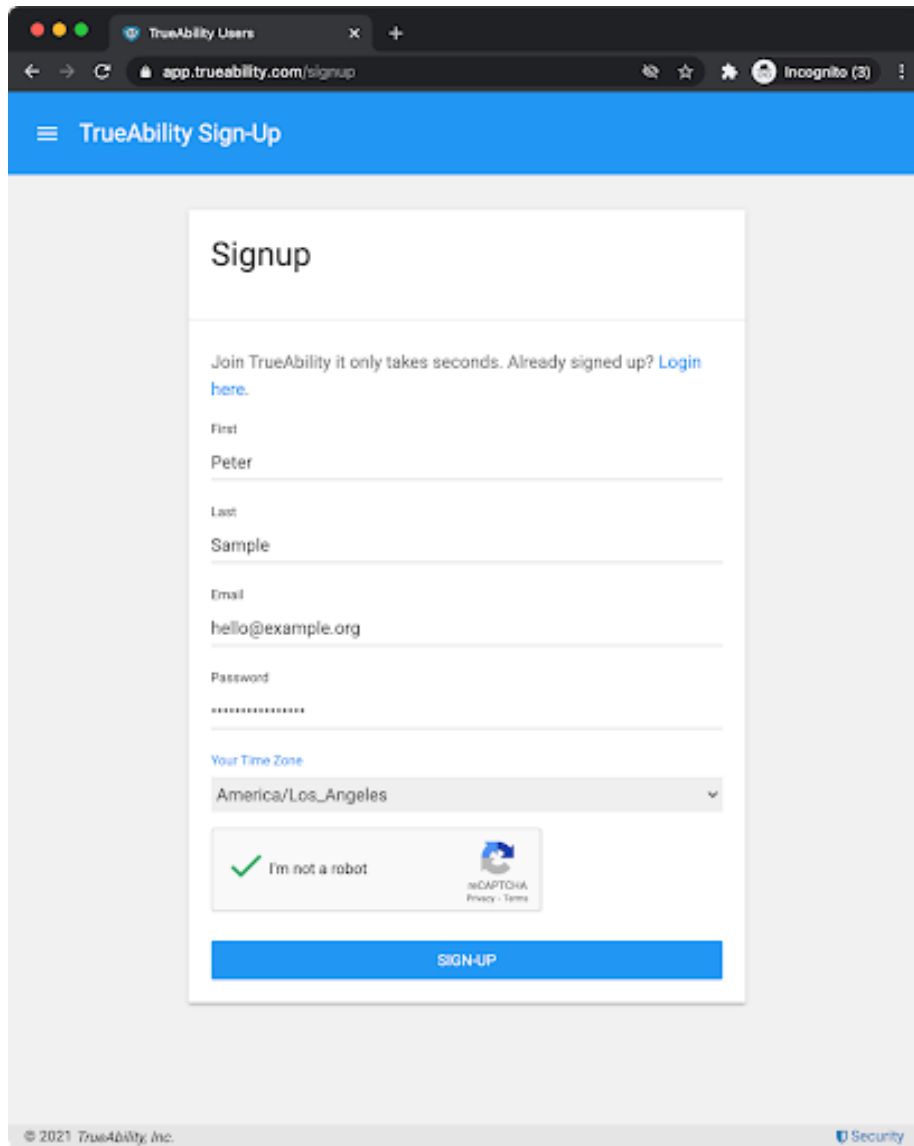 TrueAbility Users
app.trueability.com/signup
Incognito (3)
TrueAbility Sign-Up
Signup
Join TrueAbility it only takes seconds. Already signed up? Login
here.
First
Peter
Last
Sample
Email
hello@example.org
Password
••••••••••••••••
Your Time Zone
America/Los_Angeles
I'm not a robot
reCAPTCHA
Privacy - Terms
SIGN-UP
© 2021 TrueAbility, Inc.
Security